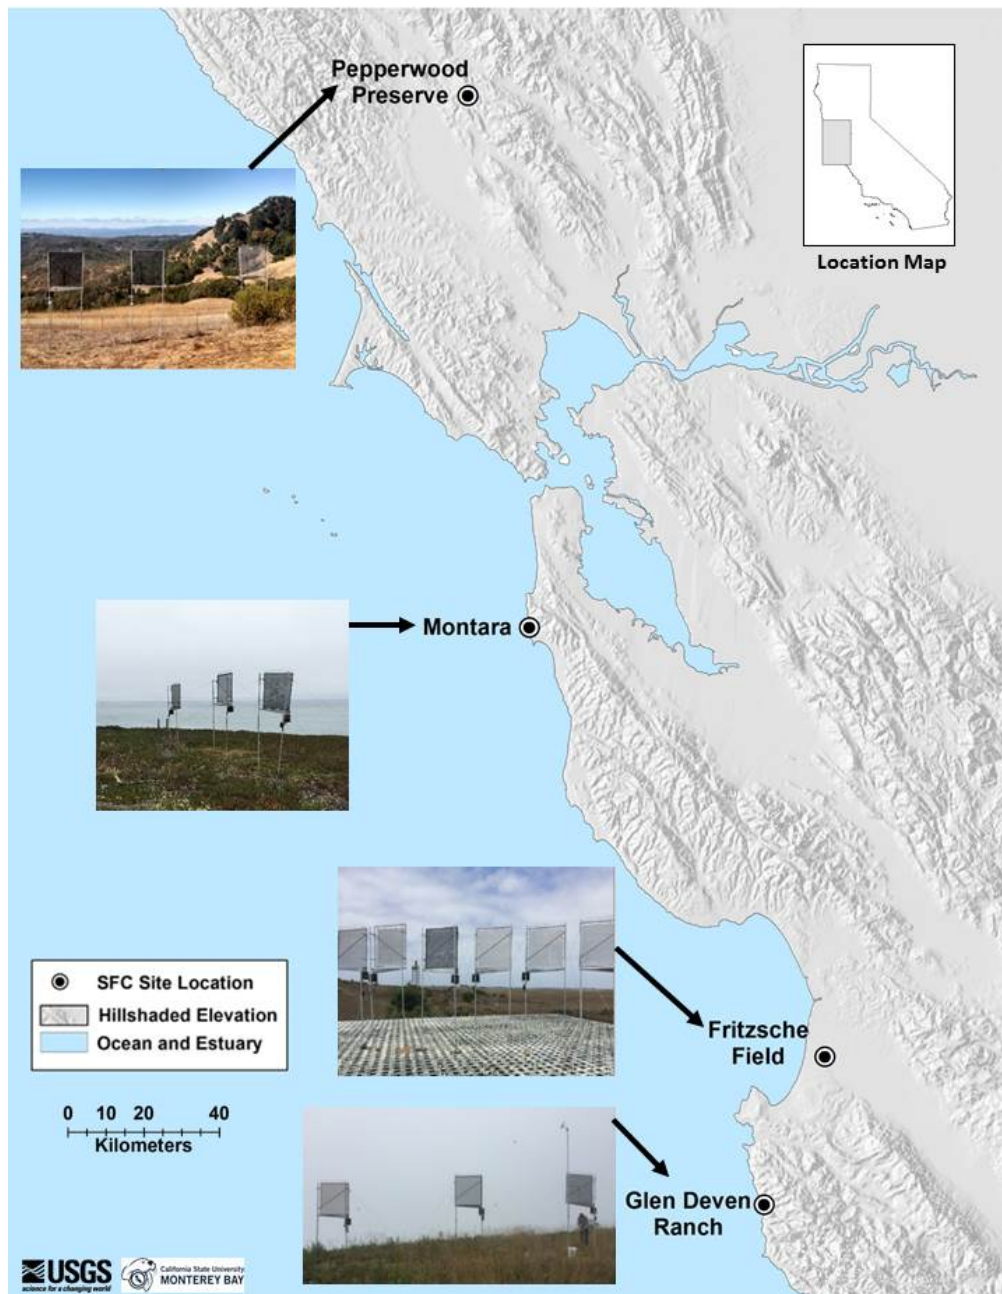 Pepperwood
Preserve
Location Map
Montara
SFC Site Location
Hillshaded Elevation
Ocean and Estuary
0 10 20 40
Kilometers
Fritzsche
Field
Glen Deven
Ranch
USGS
science for a changing world
California State University
MONTEREY BAY